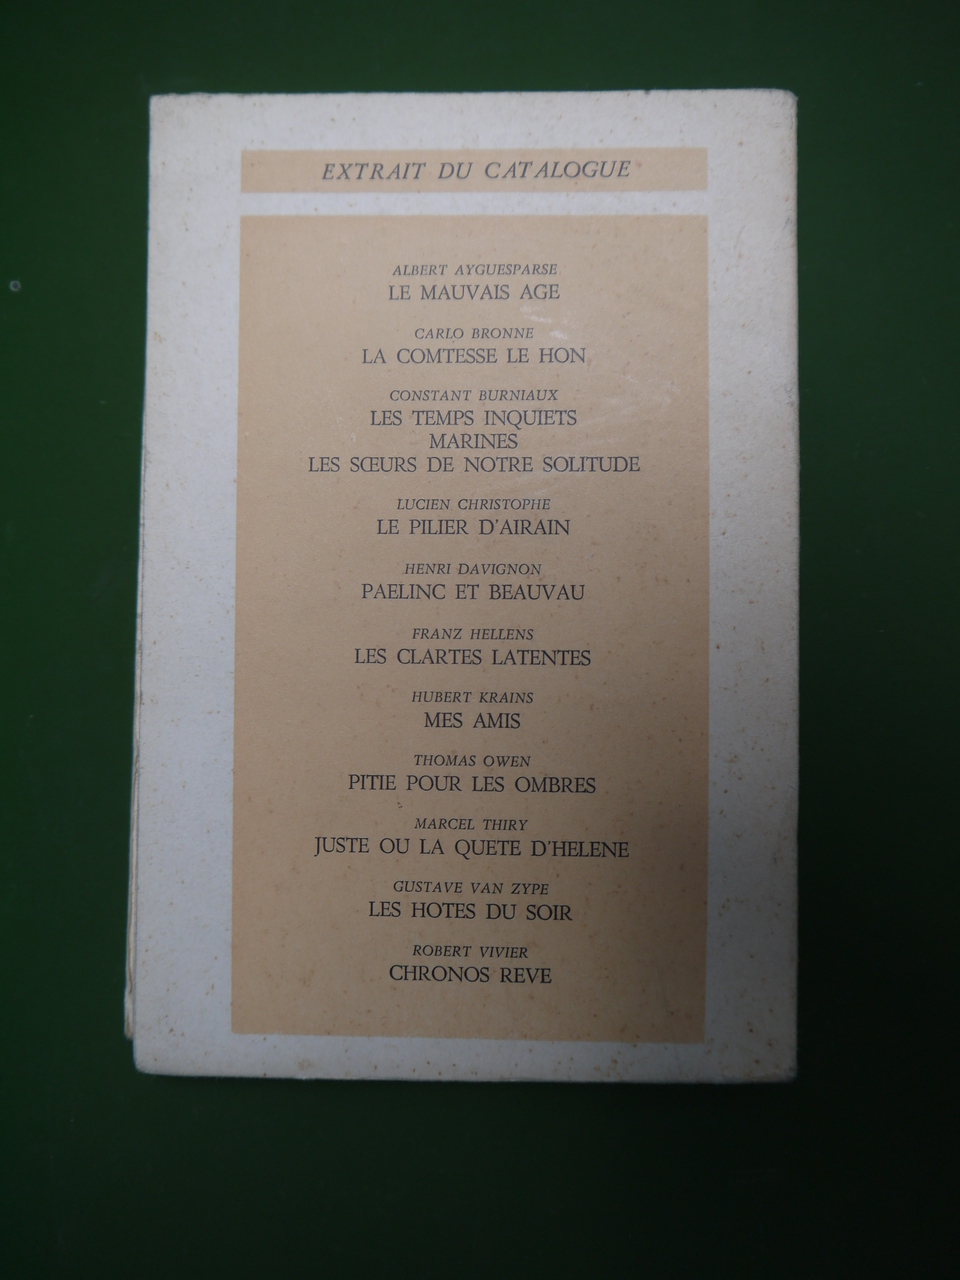 EXTRAIT DU CATALOGUE
ALBERT AYGUESPARSE
LE MAUVAIS AGE
CARLO BRONNE
LA COMTESSE LE HON
CONSTANT BURNIAUX
LES TEMPS INQUIETS
MARINES
LES SŒURS DE NOTRE SOLITUDE
LUCIEN CHRISTOPHE
LE PILIER D'AIRAIN
HENRI DAVIGNON
PAELINC ET BEAUVAU
FRANZ HELLENS
LES CLARTES LATENTES
HUBERT KRAINS
MES AMIS
THOMAS OWEN
PITIE POUR LES OMBRES
MARCEL THIRY
JUSTE OU LA QUETE D'HELENE
GUSTAVE VAN ZYPE
LES HOTES DU SOIR
ROBERT VIVIER
CHRONOS REVE